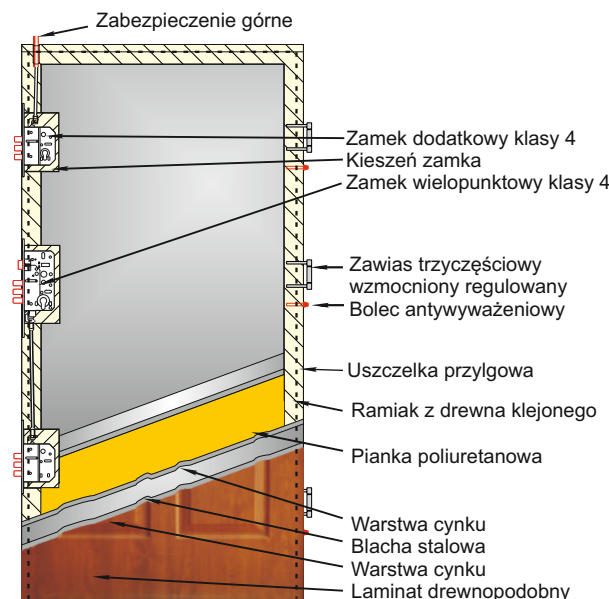 Zabezpieczenie górne
Zamek dodatkowy klasy 4
Kieszeń zamka
Zamek wielopunktowy klasy 4
Zawias trzyczęściowy
wzmocniony regulowany
Bolec antywyważeniowy
Uszczelka przylgowa
Ramiak z drewna klejonego
Pianka poliuretanowa
Warstwa cynku
Blacha stalowa
Warstwa cynku
Laminat drewnopodobny